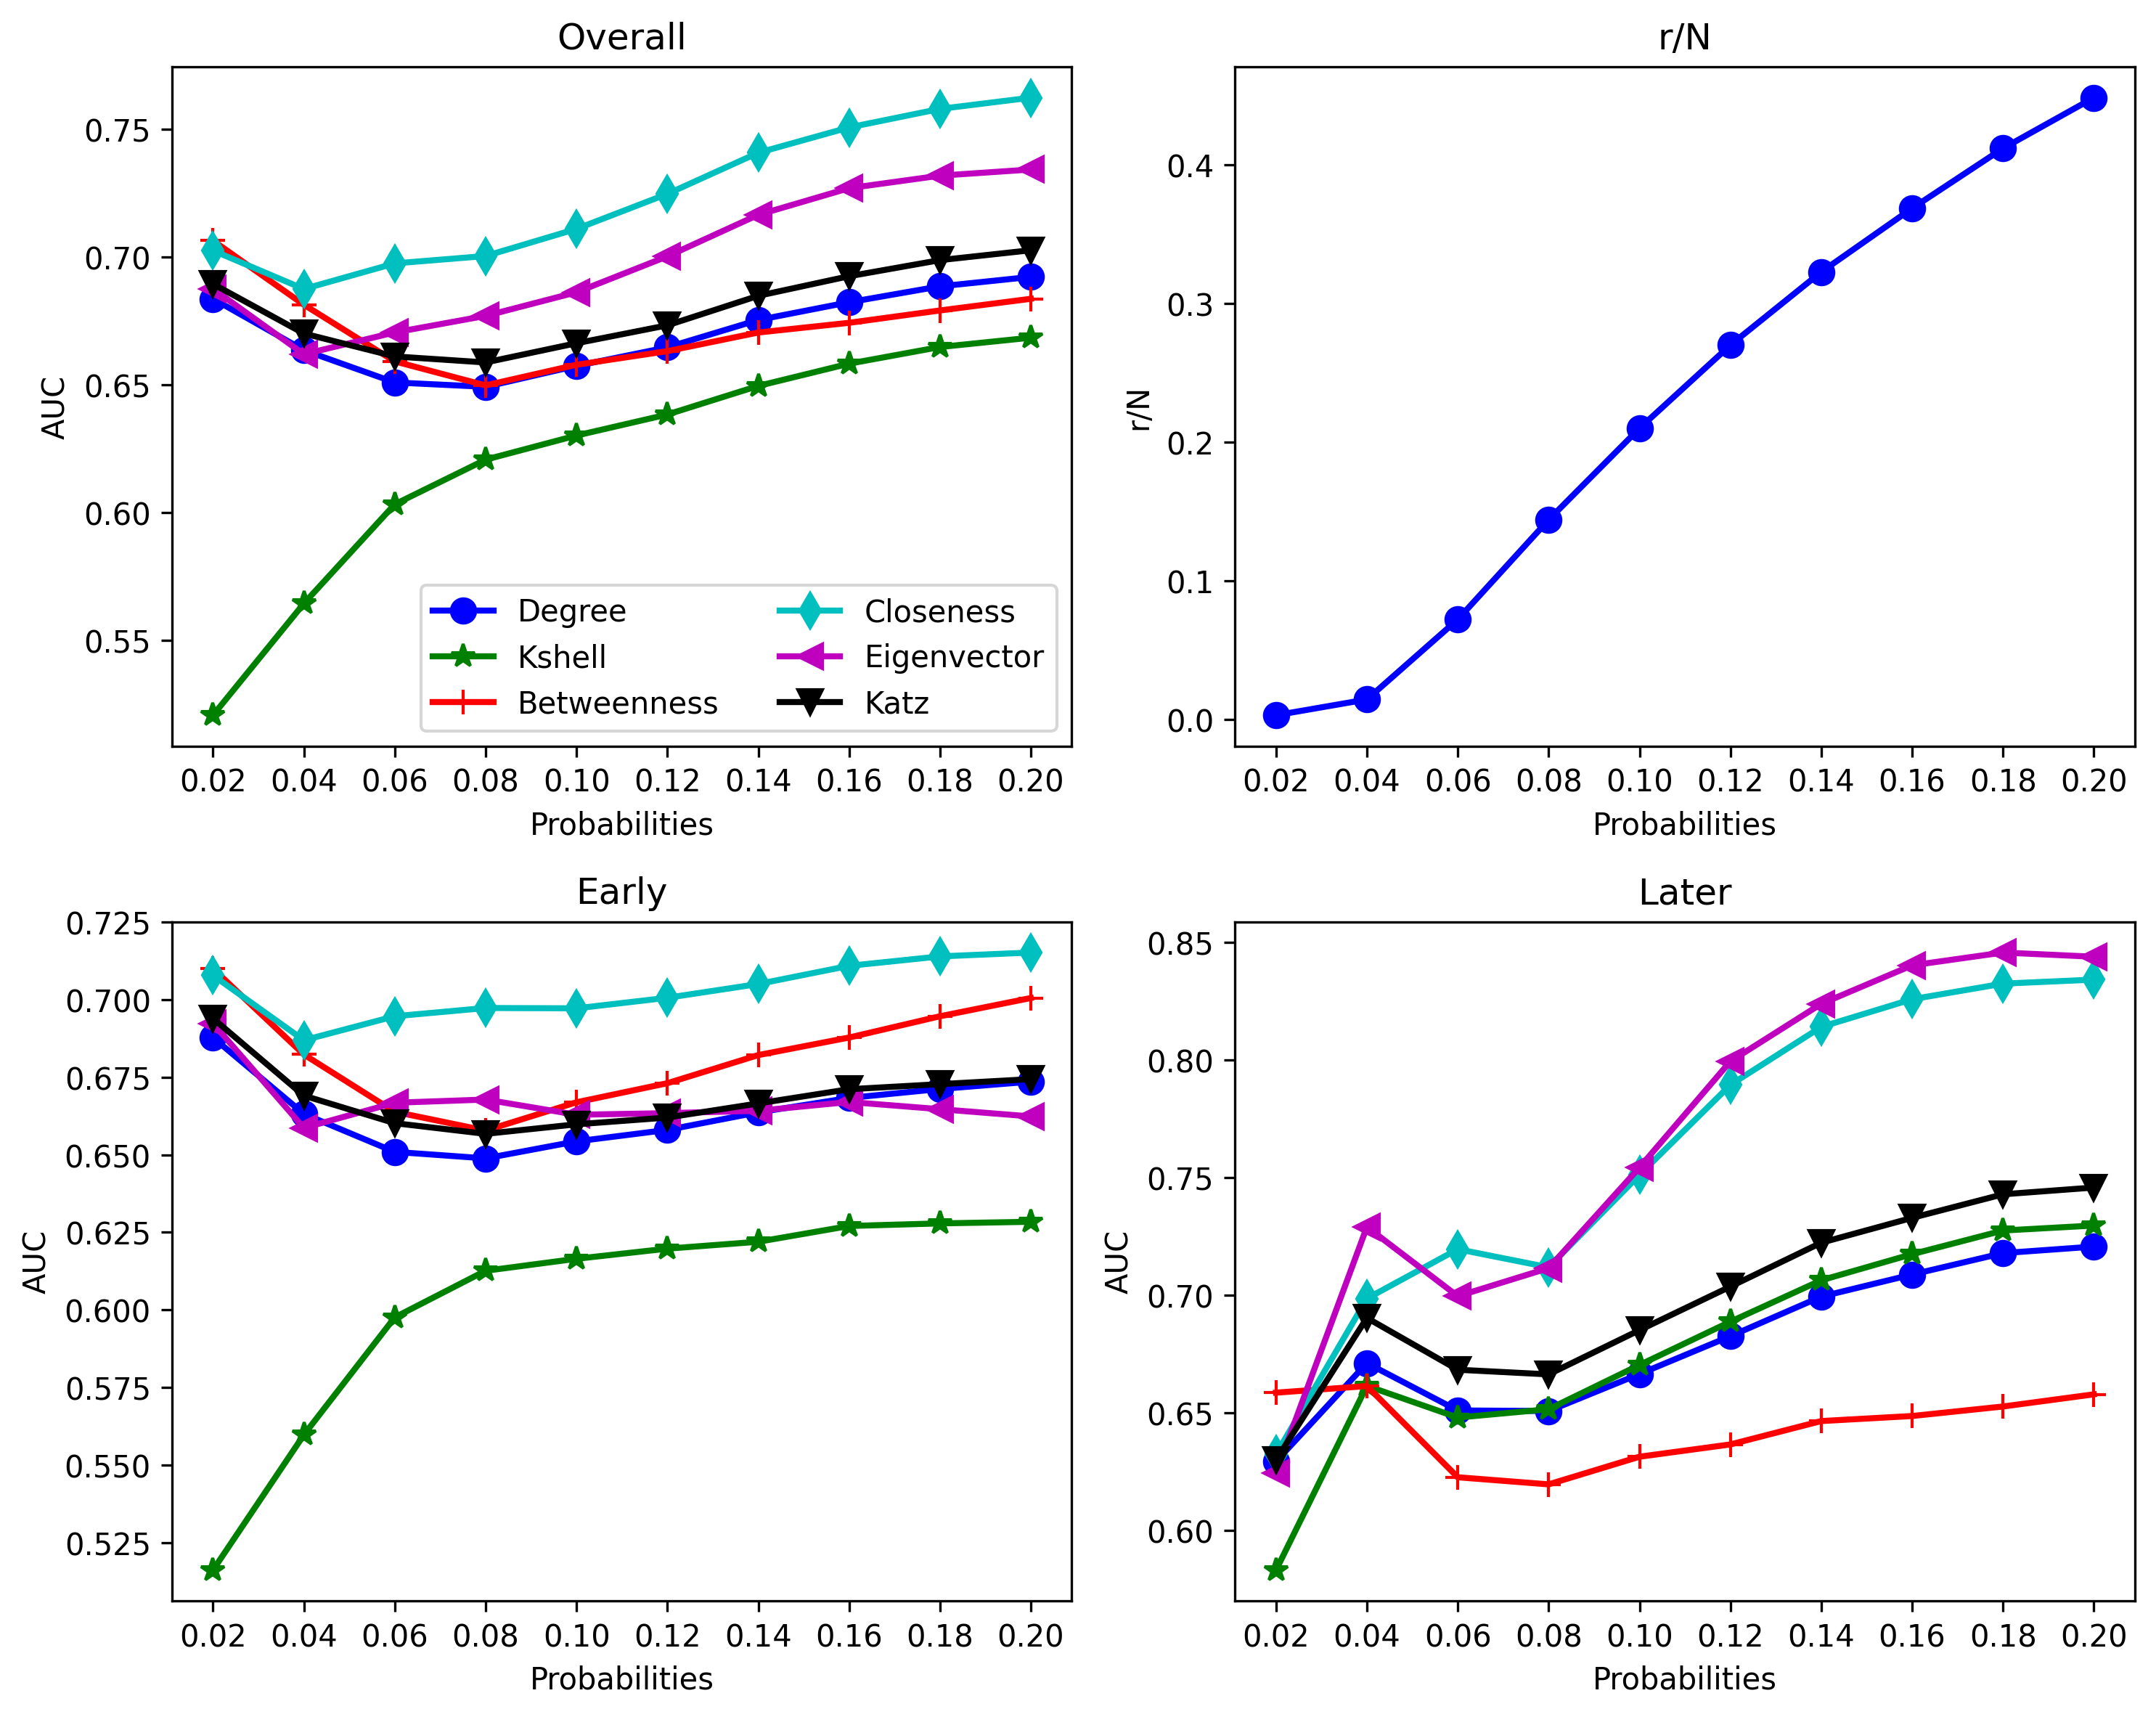 Overall
0.75
0.70
0.65
0.60
0.55
AUC
Degree
Kshell
Betweenness
Closeness
Eigenvector
Katz
0.02 0.04 0.06 0.08 0.10 0.12 0.14 0.16 0.18 0.20
Probabilities
r/N
0.4
0.3
0.2
0.1
0.0
r/N
0.02 0.04 0.06 0.08 0.10 0.12 0.14 0.16 0.18 0.20
Probabilities
Early
0.725
0.700
0.675
0.650
0.625
0.600
0.575
0.550
0.525
AUC
0.02 0.04 0.06 0.08 0.10 0.12 0.14 0.16 0.18 0.20
Probabilities
Later
0.85
0.80
0.75
0.70
0.65
0.60
AUC
0.02 0.04 0.06 0.08 0.10 0.12 0.14 0.16 0.18 0.20
Probabilities